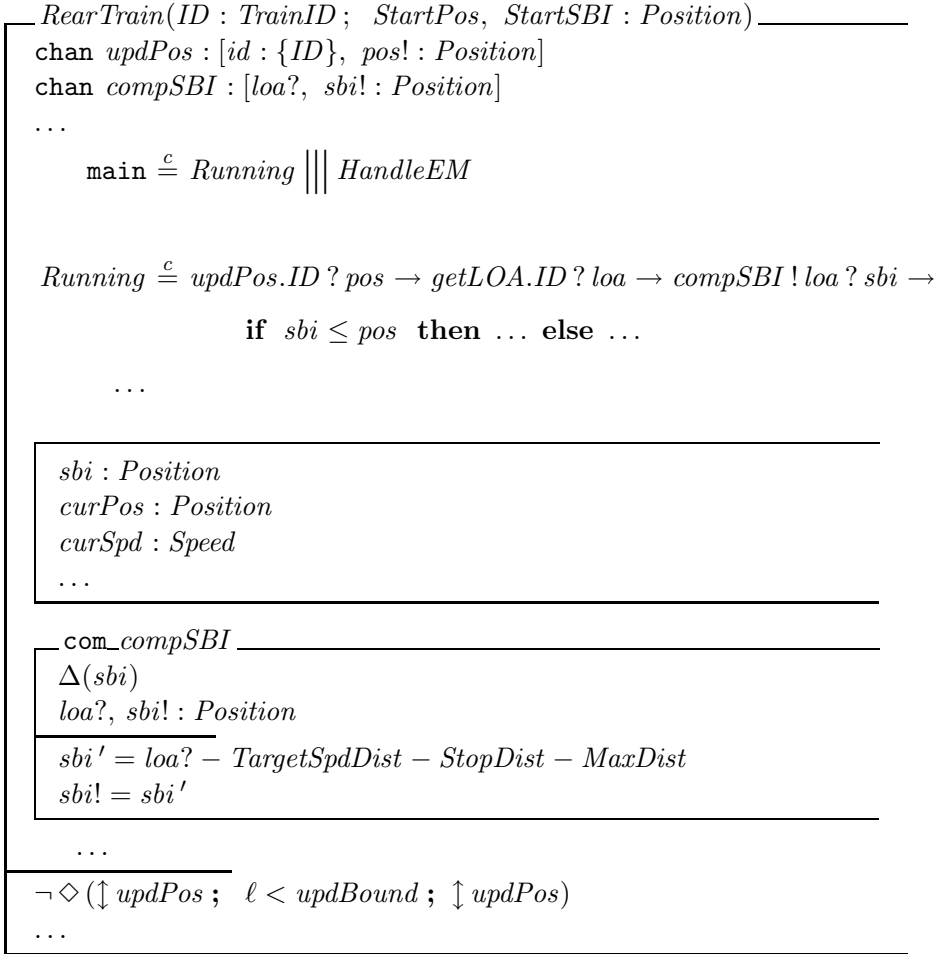 RearTrain(ID : TrainID ; StartPos, StartSBI : Position)
chan updPos : [id : {ID}, pos! : Position]
chan compSBI : [loa?, sbi! : Position]
. . .
main =ᶜ Running ||| HandleEM
Running =ᶜ updPos.ID ? pos → getLOA.ID ? loa → compSBI ! loa ? sbi →
if sbi ≤ pos then ... else ...
. . .
sbi : Position
curPos : Position
curSpd : Speed
. . .
com_compSBI
Δ(sbi)
loa?, sbi! : Position
sbi ′ = loa? − TargetSpdDist − StopDist − MaxDist
sbi! = sbi ′
. . .
¬ ◇ (↕ updPos ; ℓ < updBound ; ↕ updPos)
. . .